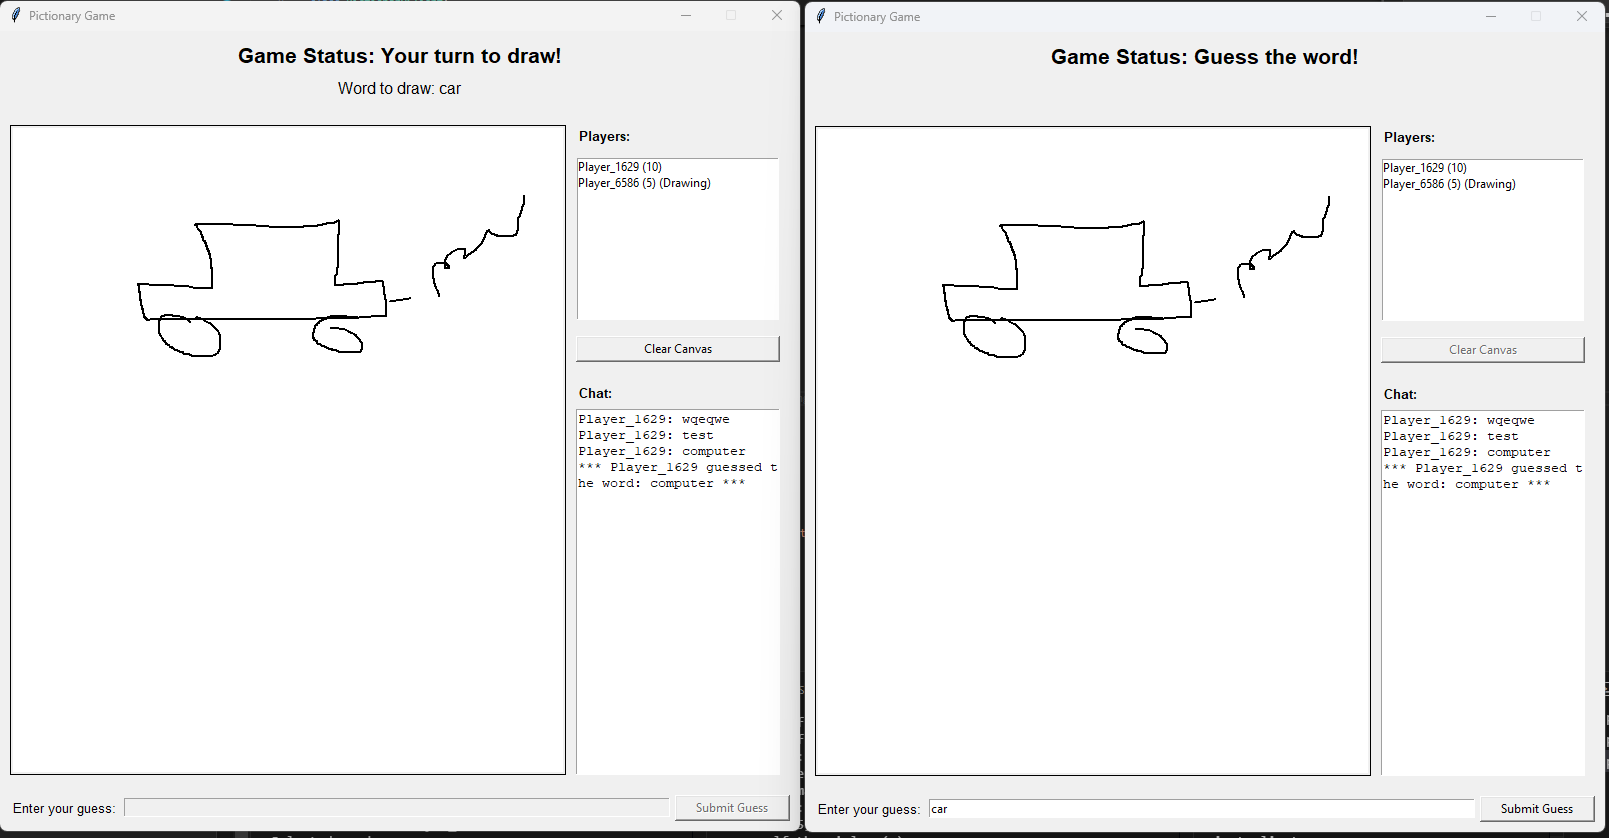 Pictionary Game
Game Status: Your turn to draw!
Word to draw: car
Players:
Player_1629 (10)
Player_6586 (5) (Drawing)
Clear Canvas
Chat:
Player_1629: wqeqwe
Player_1629: test
Player_1629: computer
*** Player_1629 guessed t
he word: computer ***
Enter your guess:
Submit Guess
Pictionary Game
Game Status: Guess the word!
Players:
Player_1629 (10)
Player_6586 (5) (Drawing)
Clear Canvas
Chat:
Player_1629: wqeqwe
Player_1629: test
Player_1629: computer
*** Player_1629 guessed t
he word: computer ***
Enter your guess: car
Submit Guess